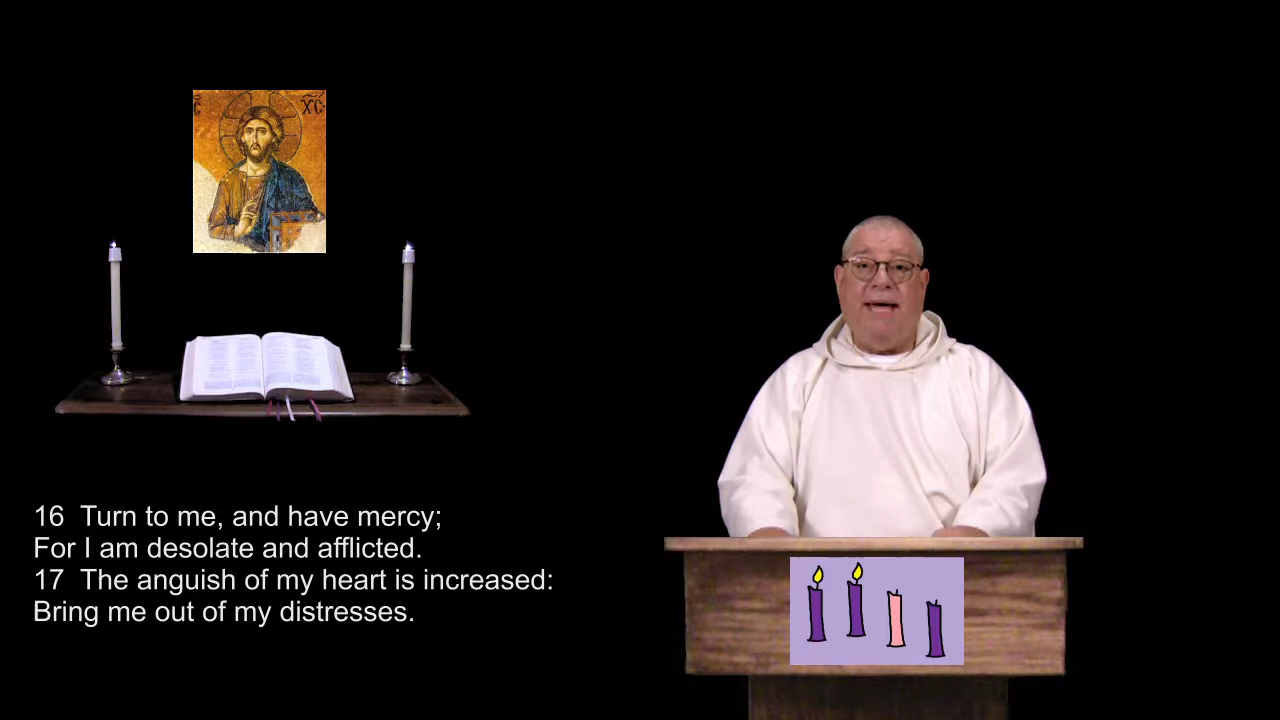 XC
16 Turn to me, and have mercy;
For I am desolate and afflicted.
17 The anguish of my heart is increased:
Bring me out of my distresses.